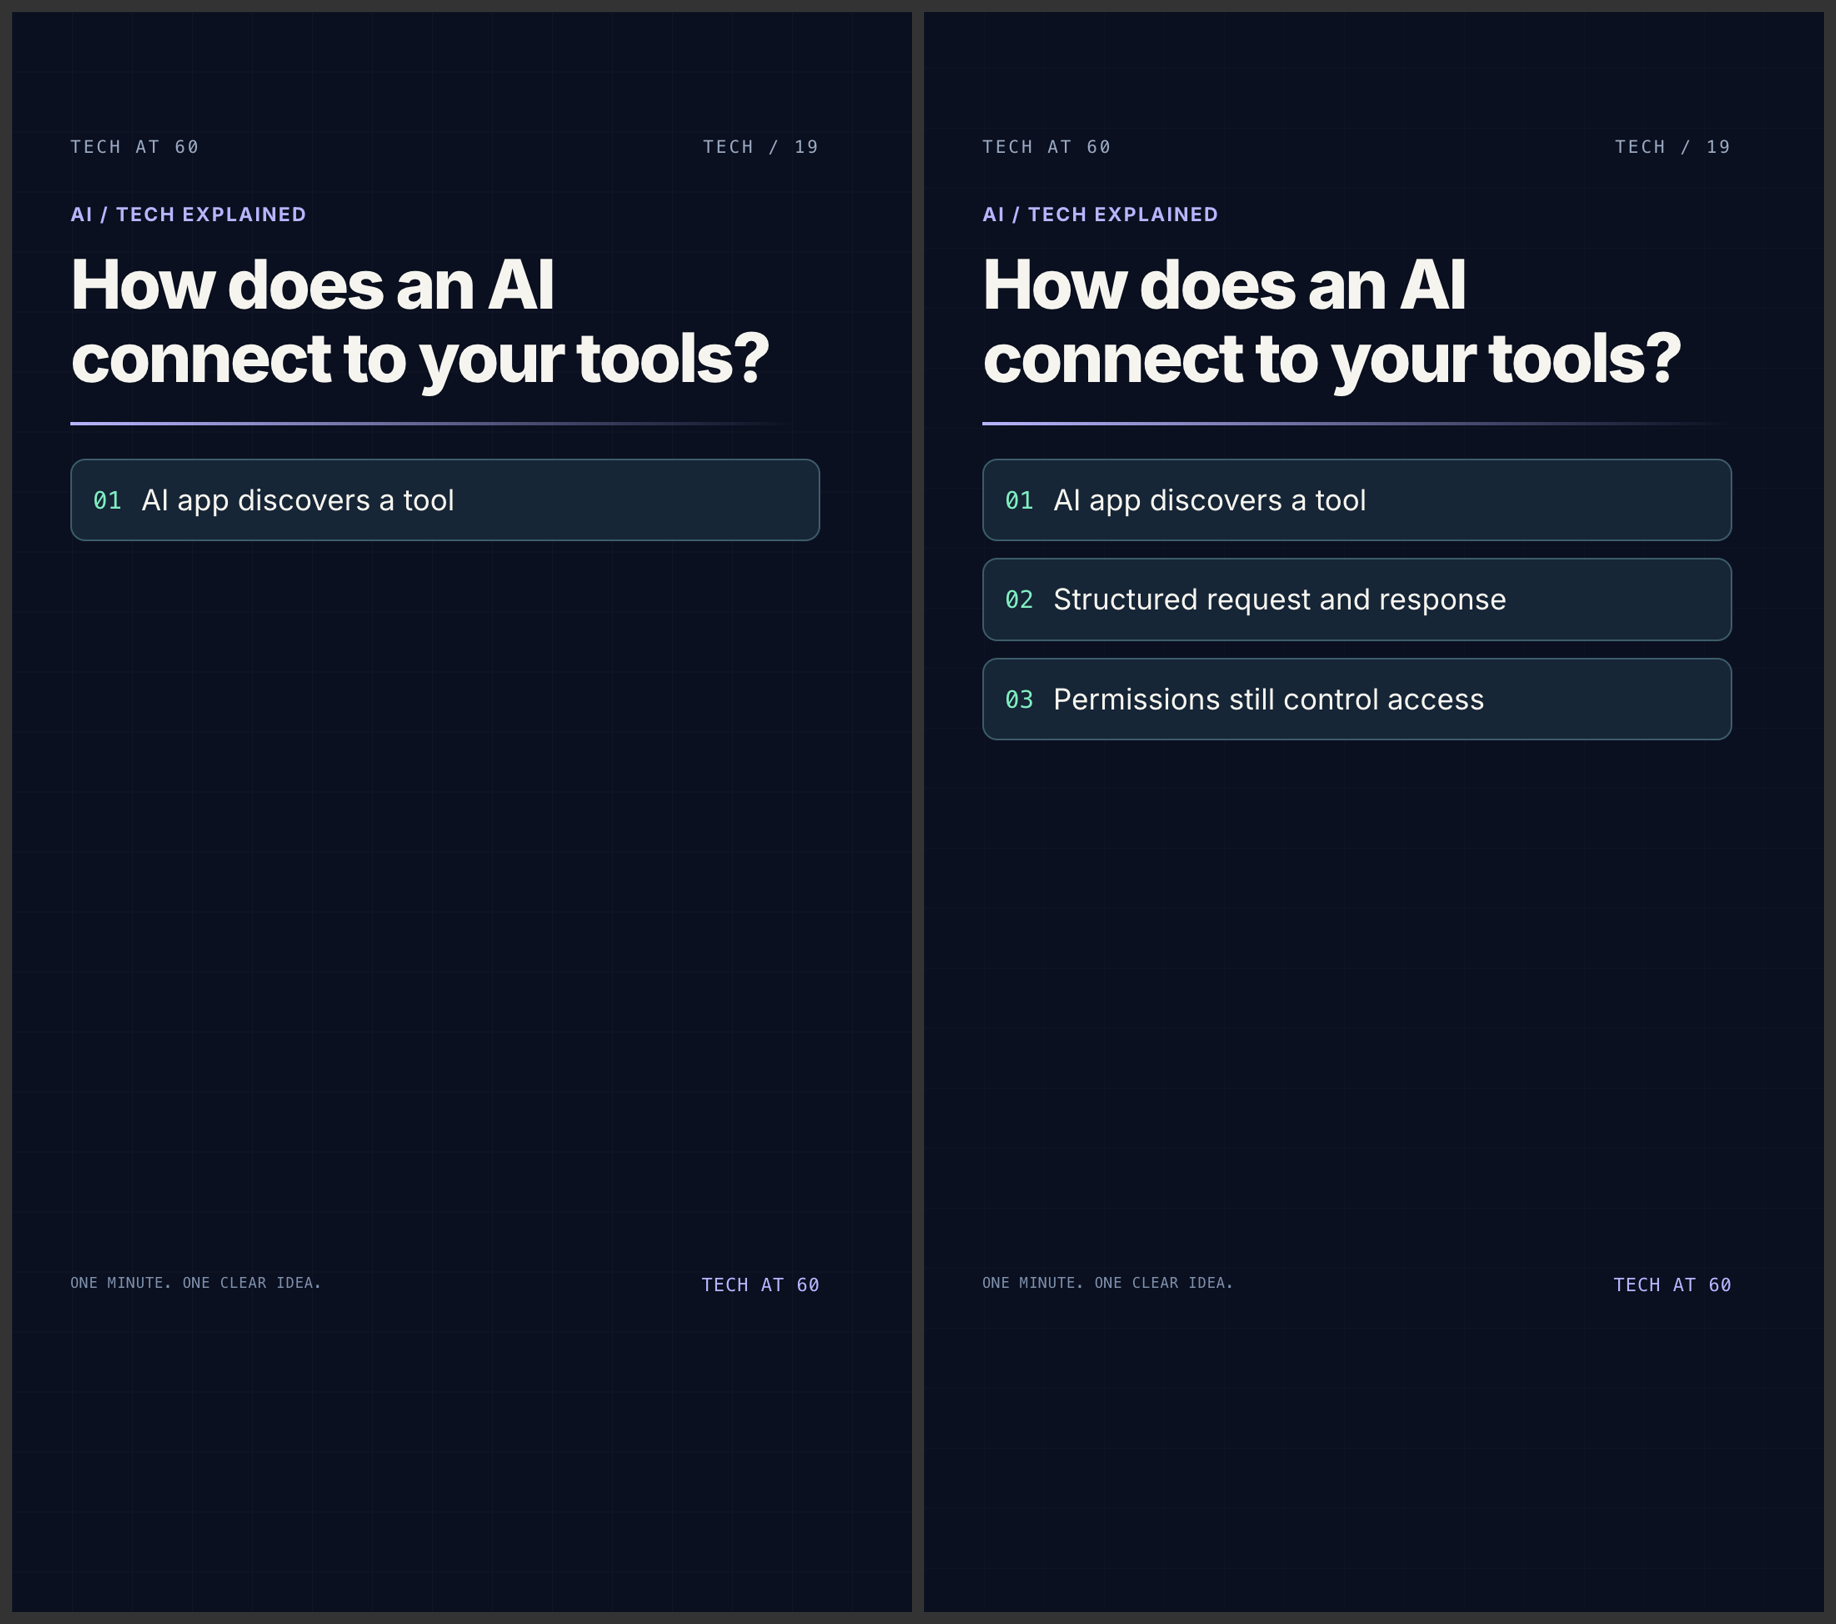 TECH AT 60
TECH / 19
AI / TECH EXPLAINED
How does an AI
connect to your tools?
01 AI app discovers a tool
ONE MINUTE. ONE CLEAR IDEA.
TECH AT 60
TECH AT 60
TECH / 19
AI / TECH EXPLAINED
How does an AI
connect to your tools?
01 AI app discovers a tool
02 Structured request and response
03 Permissions still control access
ONE MINUTE. ONE CLEAR IDEA.
TECH AT 60